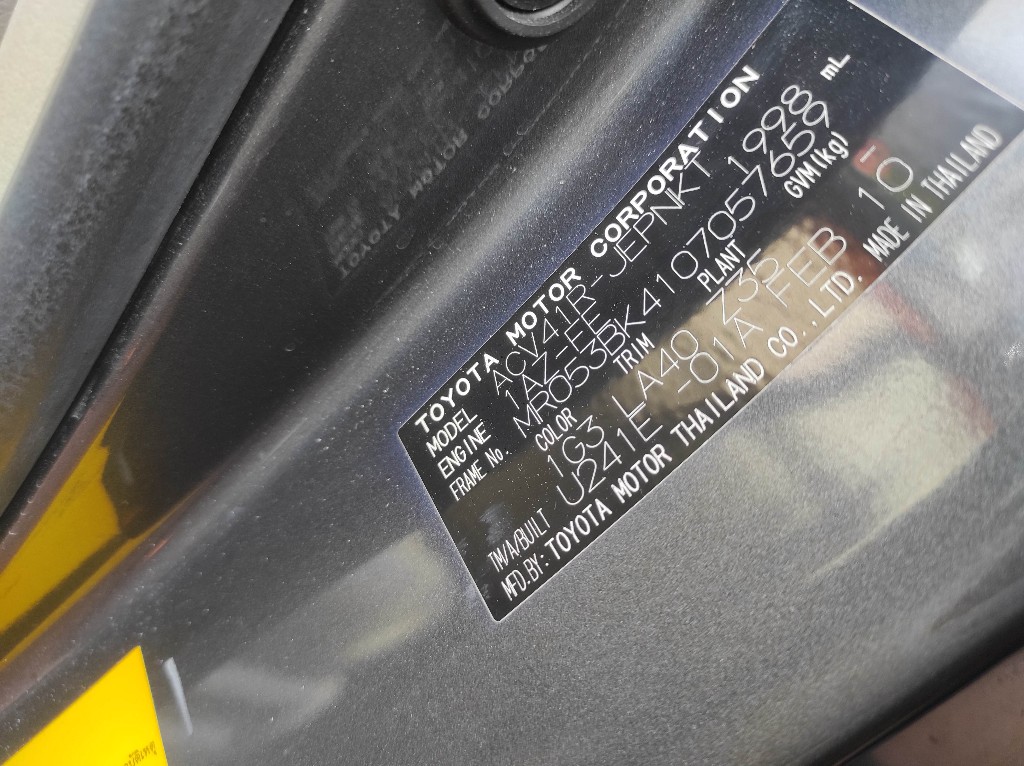 TOYOTA MOTOR CORPORATION
MODEL ACV41R-JEPNKT 1998 mL
ENGINE 1AZ-FE
FRAME No. MR053BK4107057659
COLOR TRIM PLANT GVM(kg)
1G3 LA40 735 -
TM/A/BUILT U241E -01A FEB 10
MFD.BY: TOYOTA MOTOR THAILAND CO.,LTD. MADE IN THAILAND